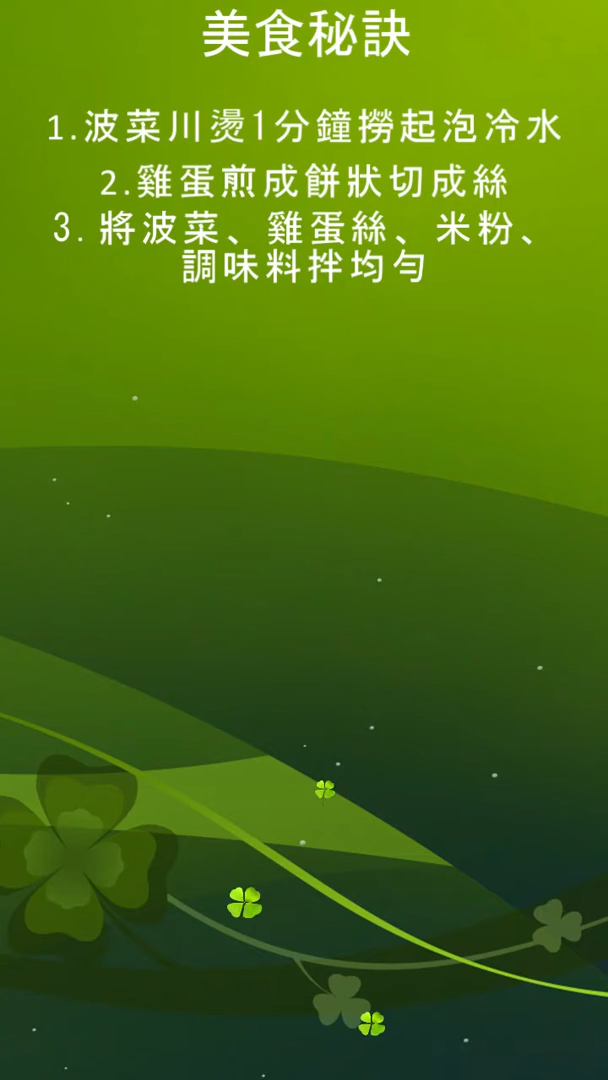 美食秘訣
1.波菜川燙1分鐘撈起泡冷水
2.雞蛋煎成餅狀切成絲
3.將波菜、雞蛋絲、米粉、
調味料拌均勻